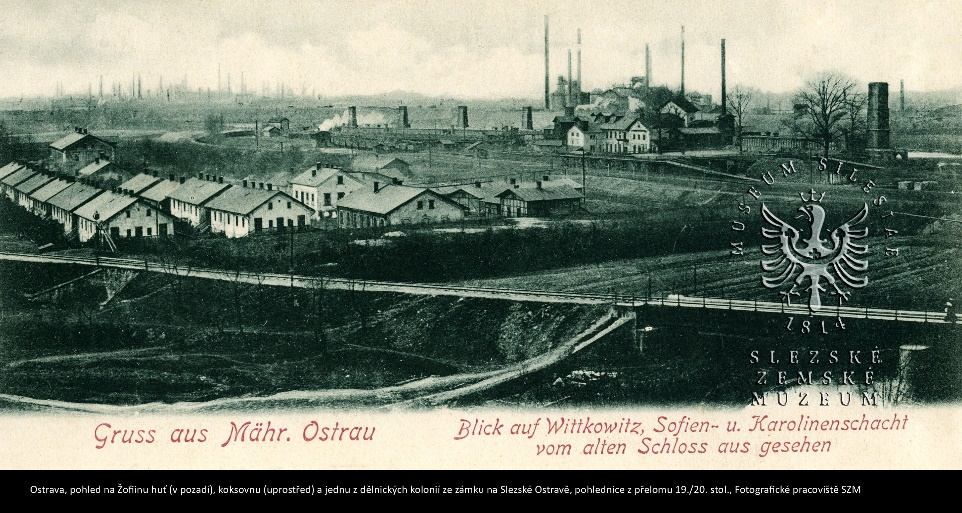 MUSEUM SILESIAE
1814
SLEZSKÉ
ZEMSKÉ
MUZEUM
Gruss aus Mähr. Ostrau
Blick auf Wittkowitz, Sofien- u. Karolinenschacht
vom alten Schloss aus gesehen
Ostrava, pohled na Žofiinu huť (v pozadí), koksovnu (uprostřed) a jednu z dělnických kolonií ze zámku na Slezské Ostravě, pohlednice z přelomu 19./20. stol., Fotografické pracoviště SZM